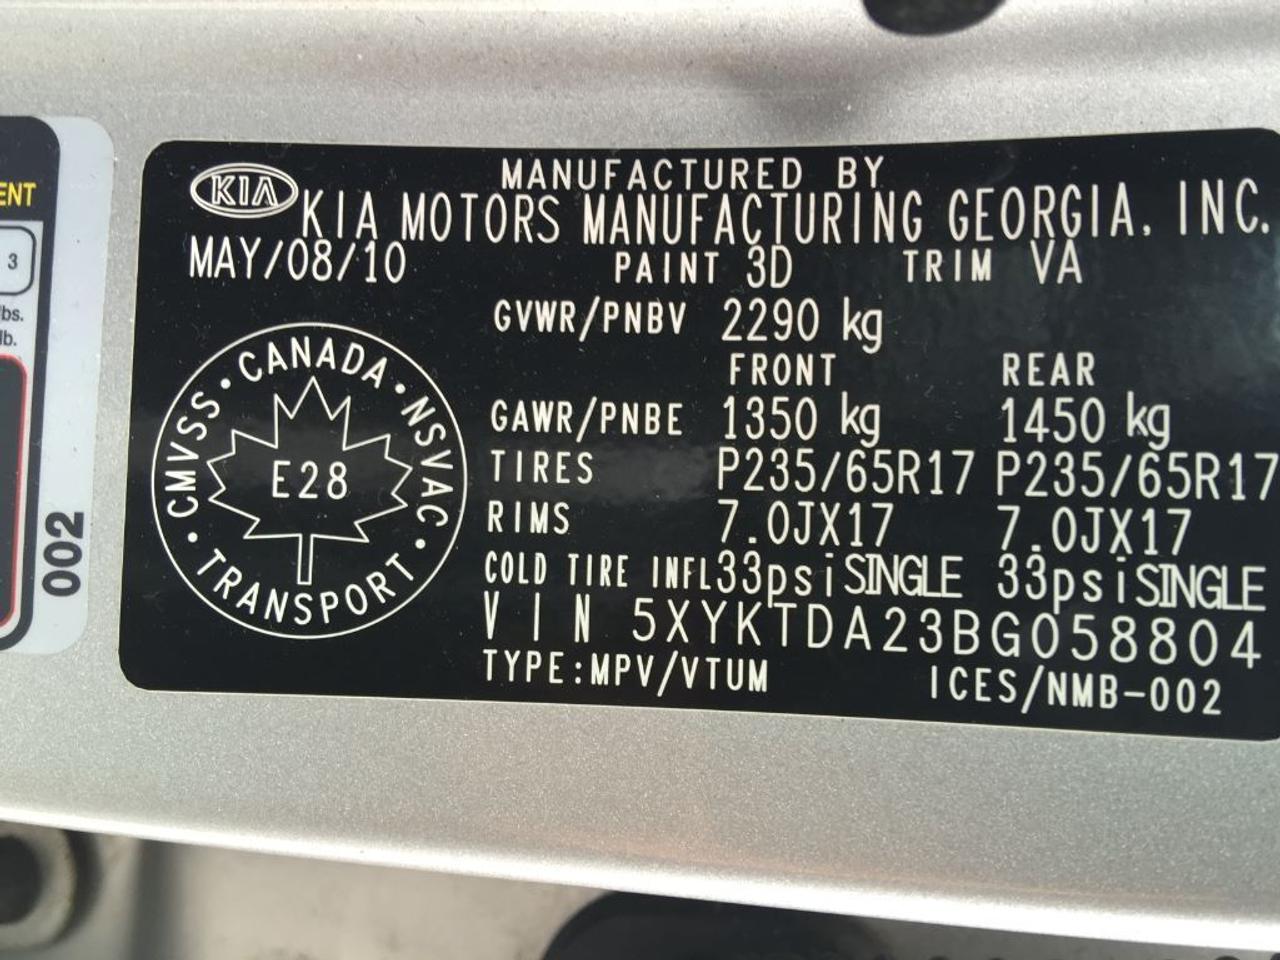 ENT
3
lbs.
lb.
002
KIA
MANUFACTURED BY
KIA MOTORS MANUFACTURING GEORGIA, INC.
MAY/08/10 PAINT 3D TRIM VA
GVWR/PNBV 2290 kg
FRONT REAR
GAWR/PNBE 1350 kg 1450 kg
TIRES P235/65R17 P235/65R17
RIMS 7.0JX17 7.0JX17
COLD TIRE INFL 33psiSINGLE 33psiSINGLE
VIN 5XYKTDA23BG058804
TYPE:MPV/VTUM ICES/NMB-002
CMVSS • CANADA • NSVAC • TRANSPORT •
E28